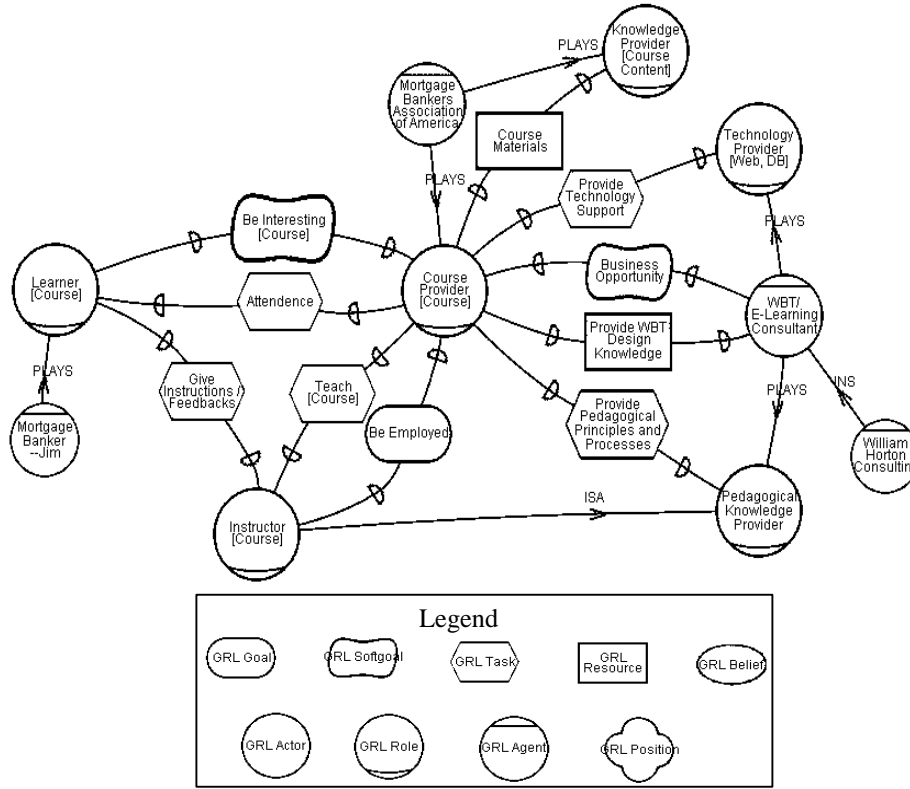 PLAYS
Knowledge
Provider
[Course
Content]
Mortgage
Bankers
Association
of America
Course
Materials
Technology
Provider
[Web, DB]
PLAYS
Provide
Technology
Support
Be Interesting
[Course]
PLAYS
Learner
[Course]
Attendence
Course
Provider
[Course]
Business
Opportunity
WBT/
E-Learning
Consultant
Provide WBT
Design
Knowledge
PLAYS
Give
Instructions /
Feedbacks
Teach
[Course]
PLAYS
INS
Be Employed
Provide
Pedagogical
Principles and
Processes
Mortgage
Banker
--Jim
William
Horton
Consultin
ISA
Instructor
[Course]
Pedagogical
Knowledge
Provider
Legend
GRL Goal
GRL Softgoal
GRL Task
GRL
Resource
GRL Belief
GRL Actor
GRL Role
GRL Agent
GRL Position